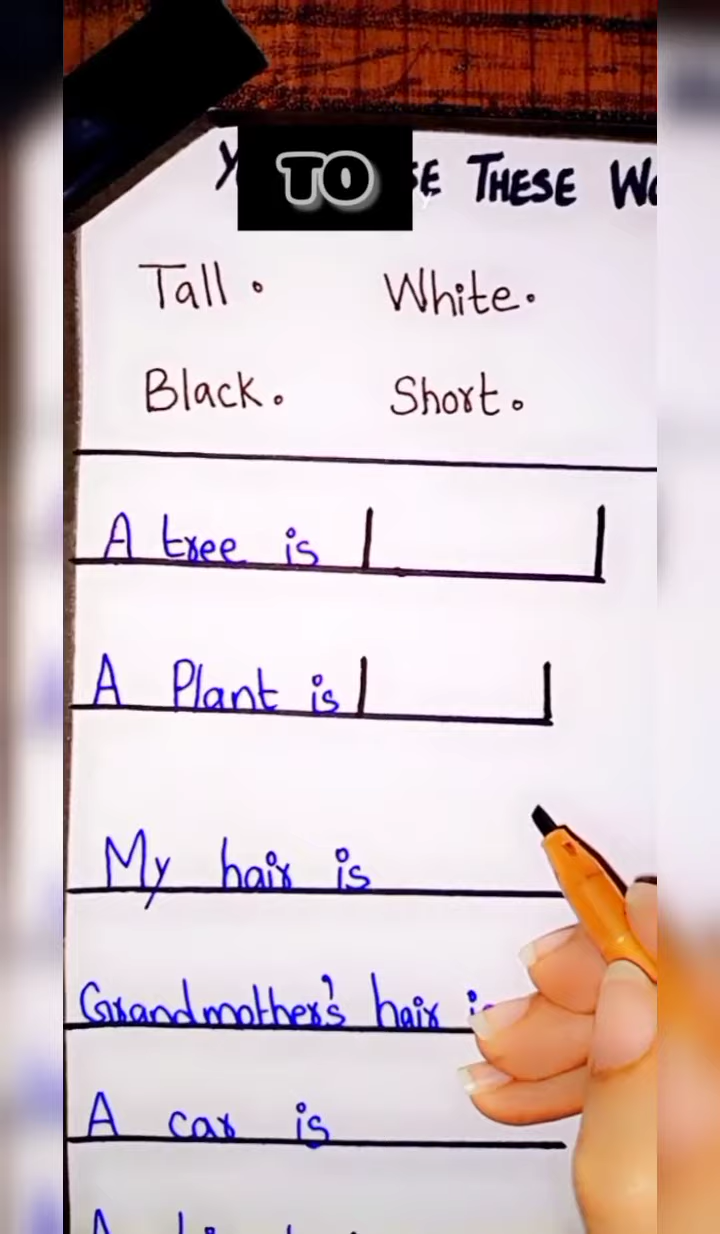 TO THESE
Tall. White.
Black. Short.
A tree is
A Plant is
My hair is
Grandmother's hair
A car is